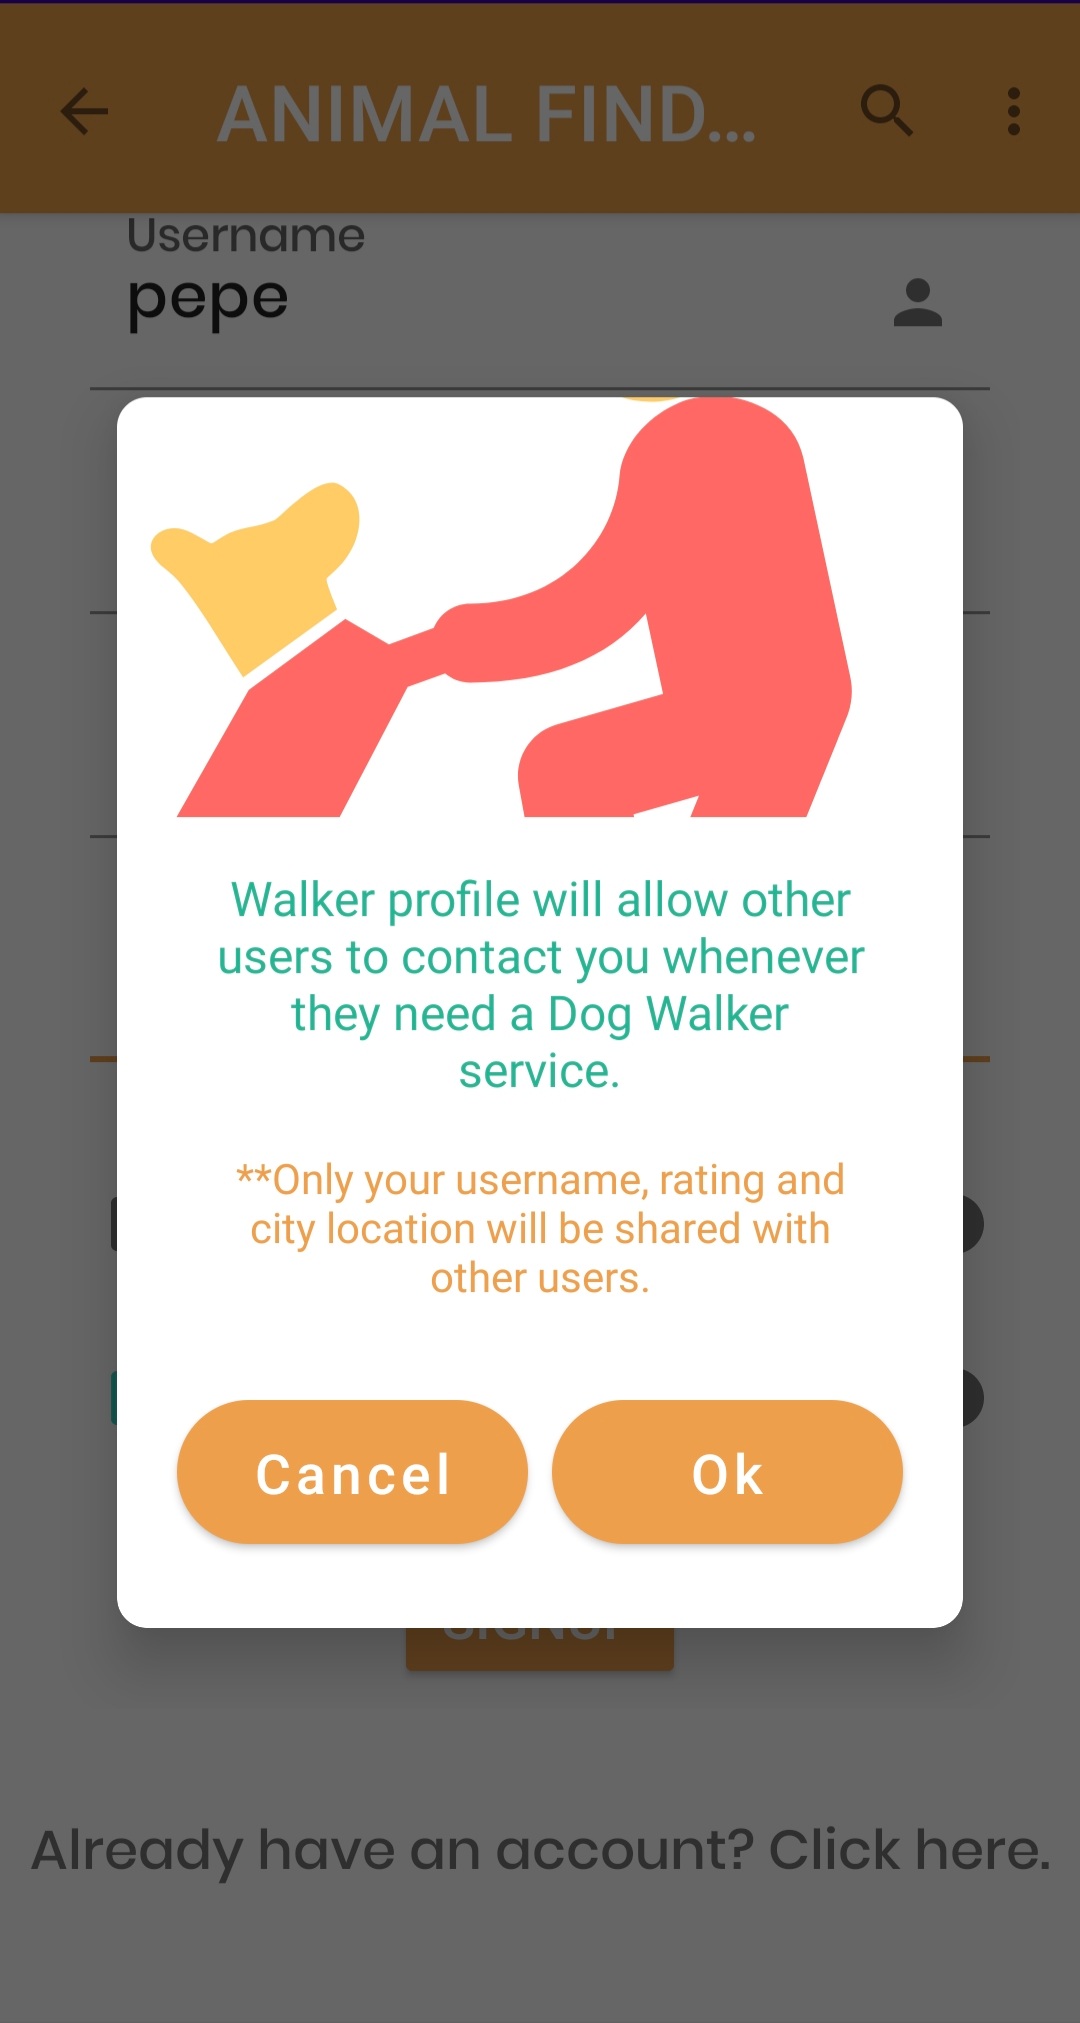 ANIMAL FIND...
Username
pepe
Walker profile will allow other
users to contact you whenever
they need a Dog Walker
service.
**Only your username, rating and
city location will be shared with
other users.
Cancel
Ok
SIGNUP
Already have an account? Click here.